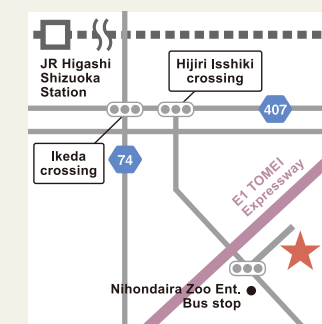 JR Higashi
Shizuoka
Station
Hijiri Isshiki
crossing
407
Ikeda
crossing
74
E1 TOMEI
Expressway
Nihondaira Zoo Ent.
Bus stop